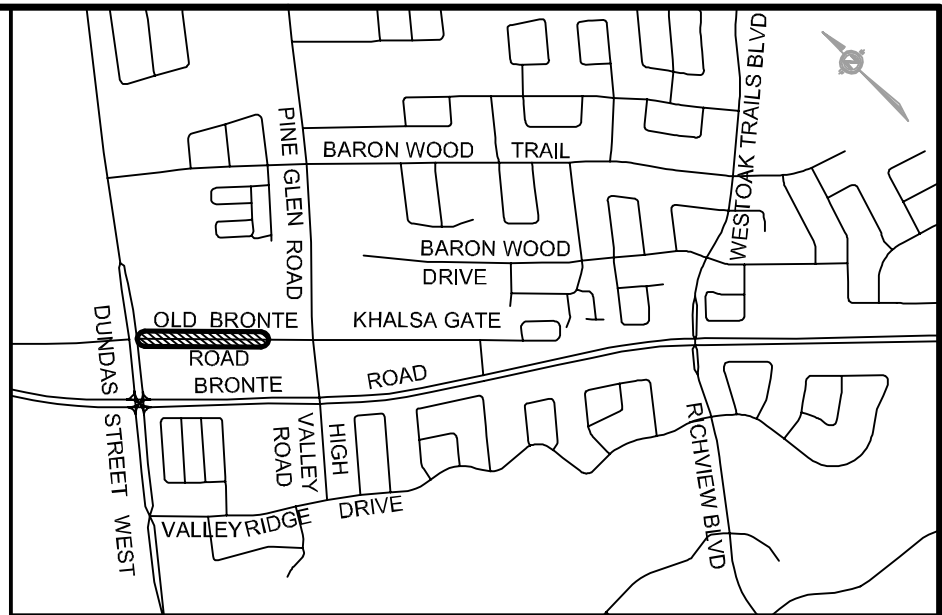 WESTOAK TRAILS BLVD
PINE GLEN ROAD
BARON WOOD TRAIL
BARON WOOD
DRIVE
OLD BRONTE
ROAD
KHALSA GATE
DUNDAS STREET WEST
BRONTE ROAD
HIGH
VALLEY
ROAD
RICHVIEW BLVD
VALLEYRIDGE DRIVE